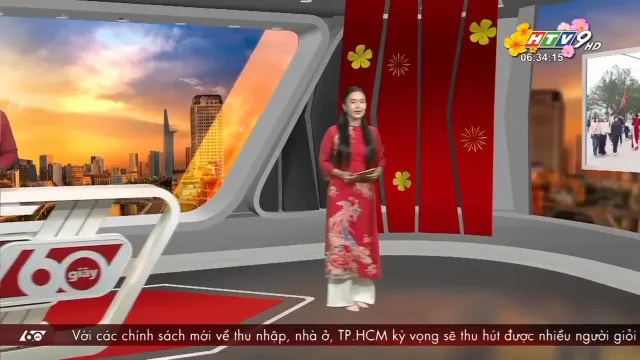 HTV9 HD
06:34:15
60
giây
60
Với các chính sách mới về thu nhập, nhà ở, TP.HCM kỳ vọng sẽ thu hút được nhiều người giỏi